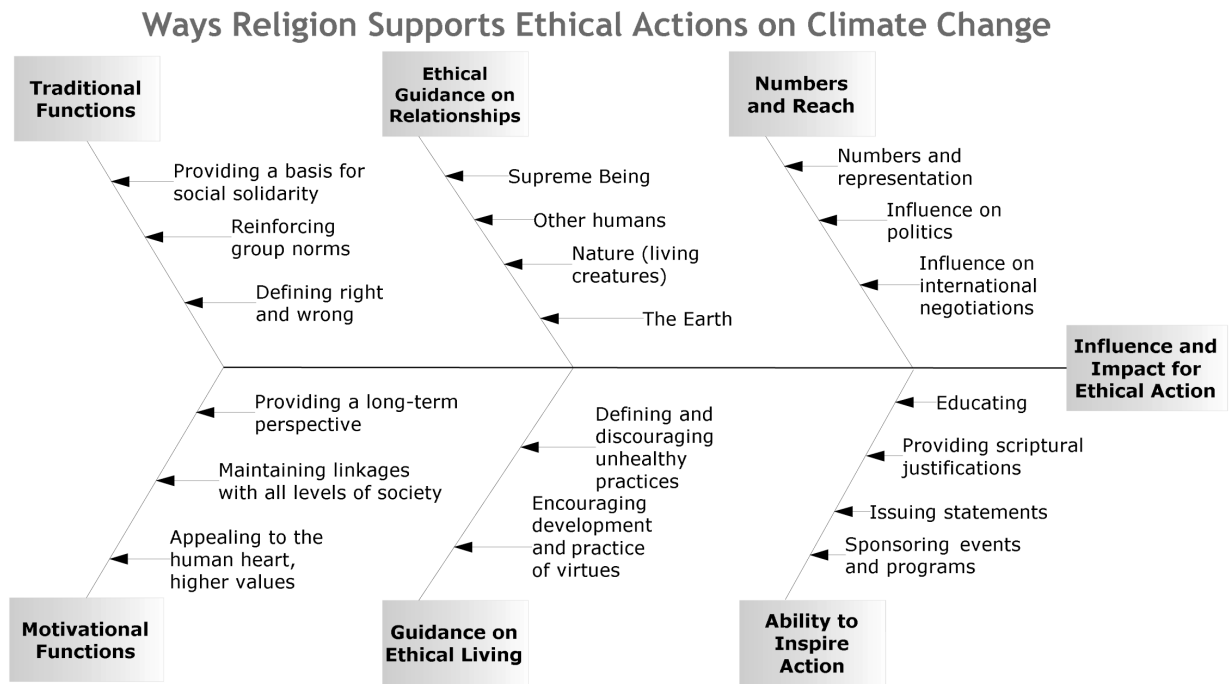 Ways Religion Supports Ethical Actions on Climate Change
Traditional
Functions
Providing a basis for
social solidarity
Reinforcing
group norms
Defining right
and wrong
Ethical
Guidance on
Relationships
Supreme Being
Other humans
Nature (living
creatures)
The Earth
Numbers
and Reach
Numbers and
representation
Influence on
politics
Influence on
international
negotiations
Influence and
Impact for
Ethical Action
Providing a long-term
perspective
Maintaining linkages
with all levels of society
Appealing to the
human heart,
higher values
Motivational
Functions
Defining and
discouraging
unhealthy
practices
Encouraging
development
and practice
of virtues
Guidance on
Ethical Living
Educating
Providing scriptural
justifications
Issuing statements
Sponsoring events
and programs
Ability to
Inspire
Action